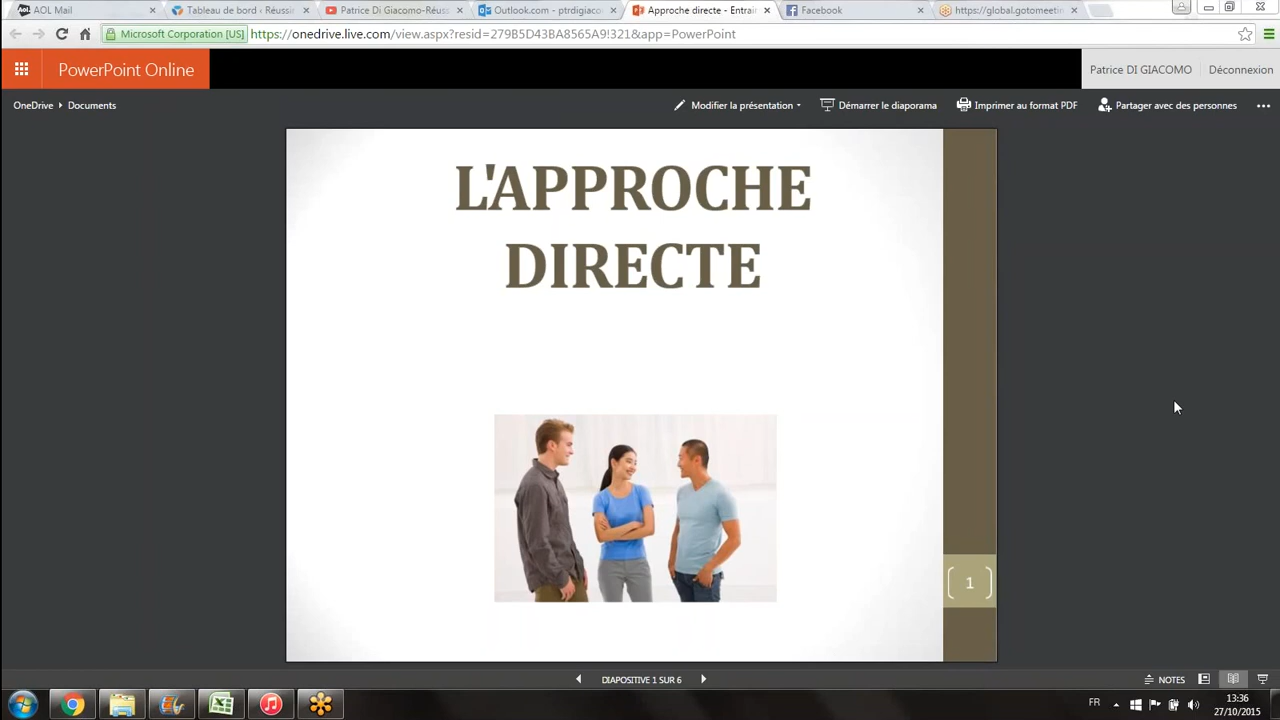 AOL Mail
Tableau de bord ‹ Réussir
Patrice Di Giacomo-Réuss
Outlook.com - ptrdigiaco
Approche directe - Entrain
Facebook
https://global.gotomeetin
Microsoft Corporation [US]
https://onedrive.live.com/view.aspx?resid=279B5D43BA8565A9!321&app=PowerPoint
PowerPoint Online
Patrice DI GIACOMO
Déconnexion
OneDrive
Documents
Modifier la présentation
Démarrer le diaporama
Imprimer au format PDF
Partager avec des personnes
L'APPROCHE
DIRECTE
1
DIAPOSITIVE 1 SUR 6
NOTES
FR
13:36
27/10/2015